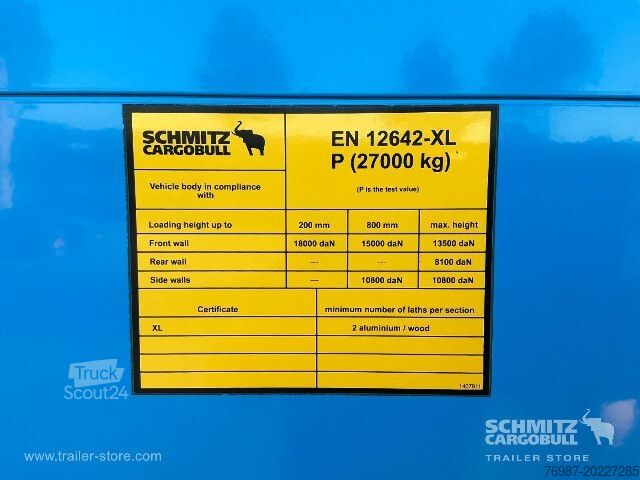 SCHMITZ
CARGOBULL
EN 12642-XL
P (27000 kg)
Vehicle body in compliance
with
(P is the test value)
Loading height up to 200 mm 800 mm max. height
Front wall 18000 daN 15000 daN 13500 daN
Rear wall --- --- 8100 daN
Side walls --- 10800 daN 10800 daN
Certificate minimum number of laths per section
XL 2 aluminium / wood
1407911
Truck
Scout24
SCHMITZ
CARGOBULL
TRAILER STORE
www.trailer-store.com
76987-20227285